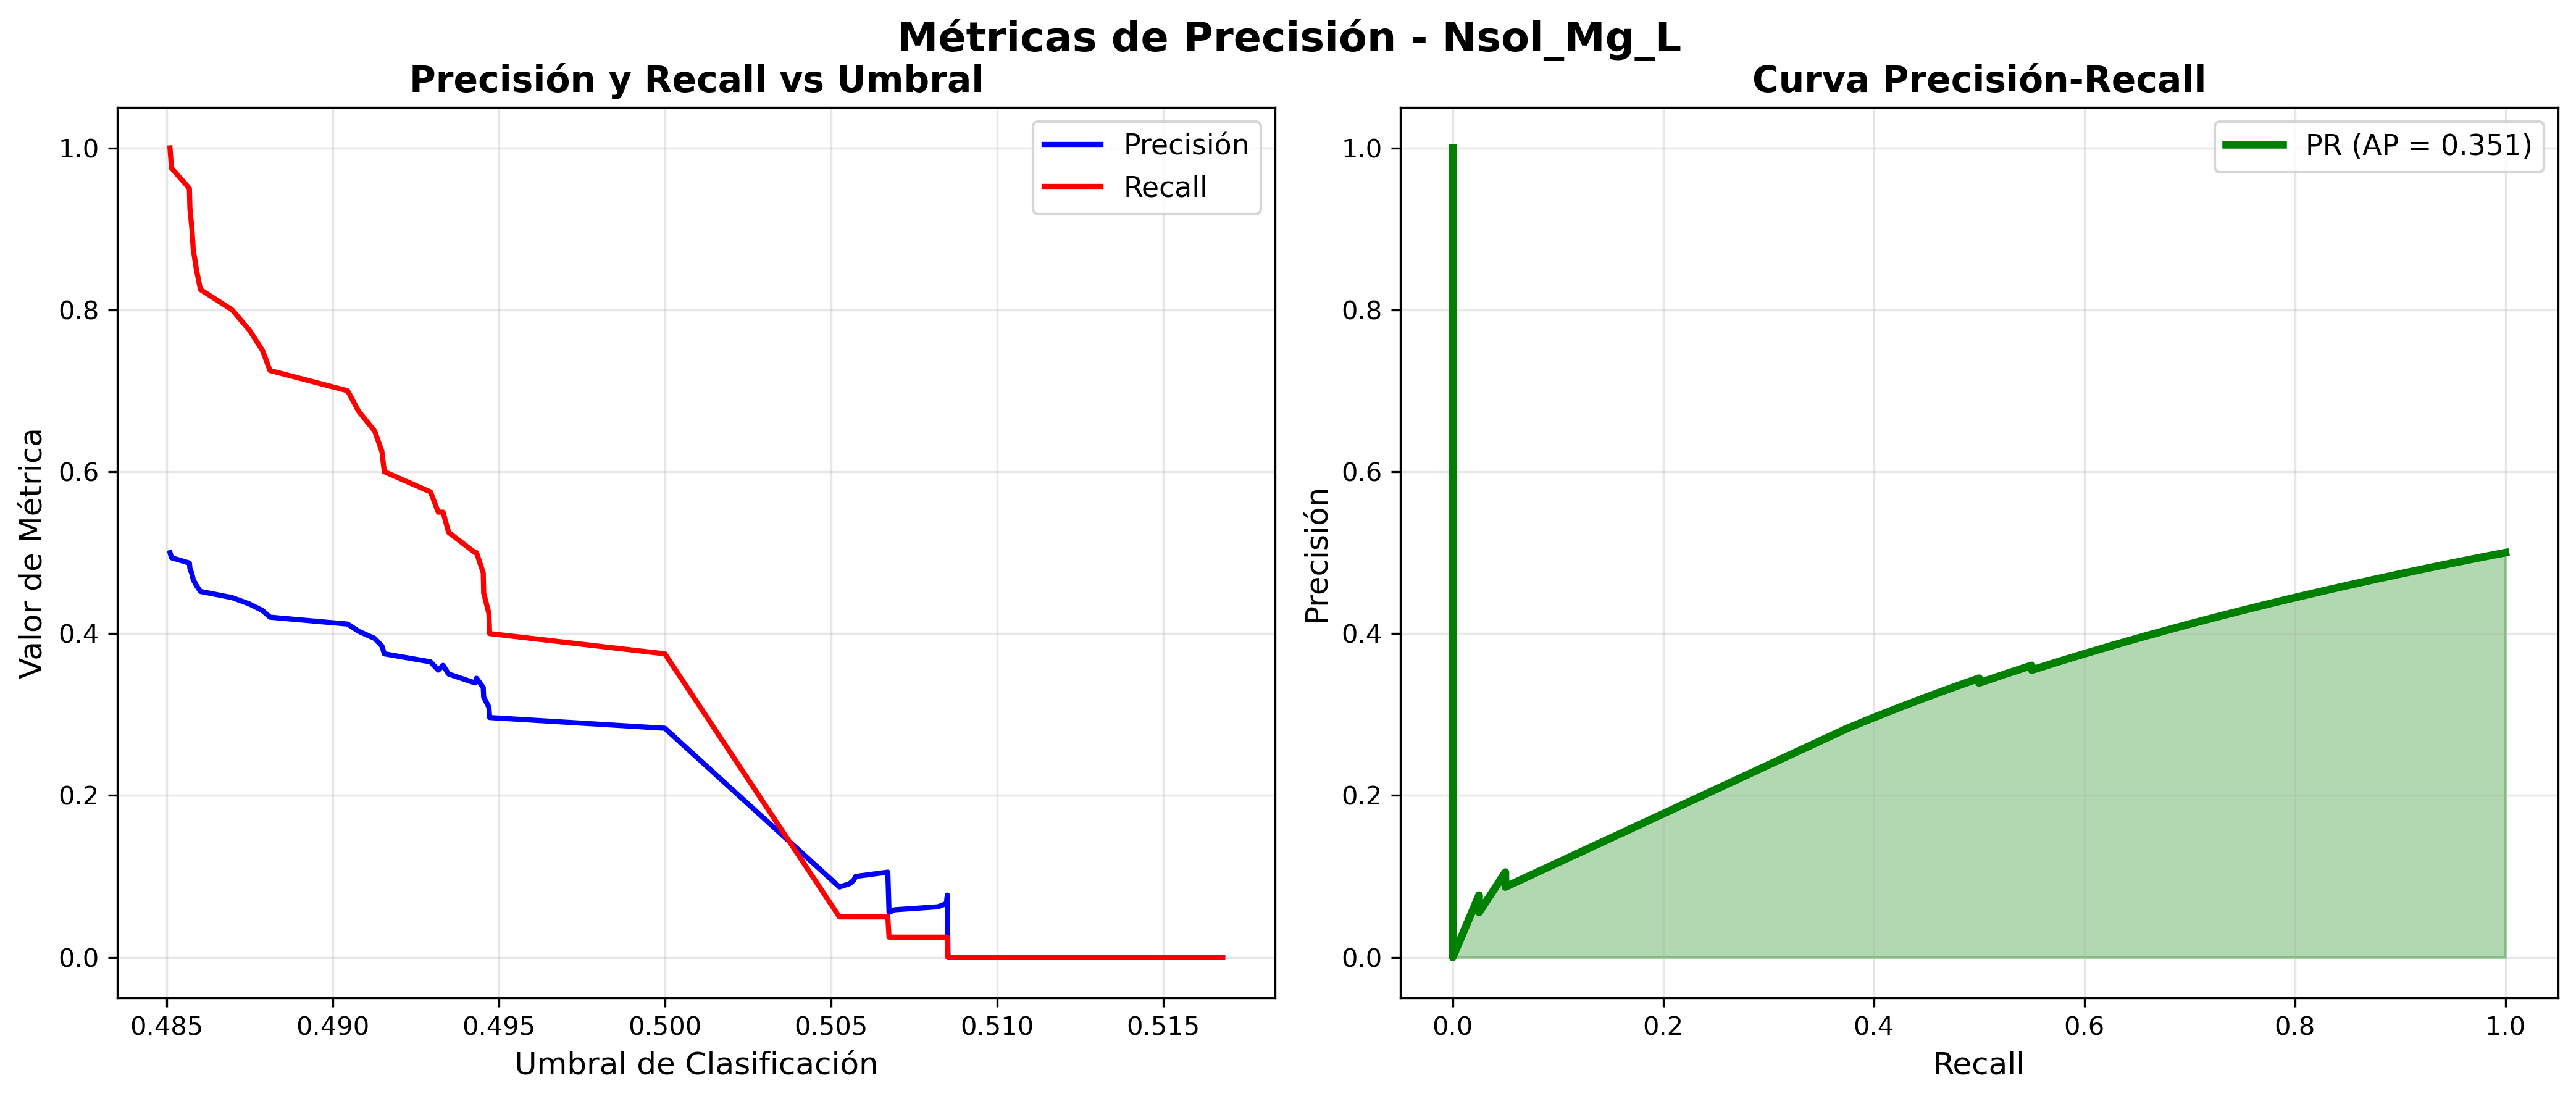 Métricas de Precisión - Nsol_Mg_L
Precisión y Recall vs Umbral
Valor de Métrica
1.0
0.8
0.6
0.4
0.2
0.0
Precisión
Recall
0.485 0.490 0.495 0.500 0.505 0.510 0.515
Umbral de Clasificación
Curva Precisión-Recall
Precisión
1.0
0.8
0.6
0.4
0.2
0.0
PR (AP = 0.351)
0.0 0.2 0.4 0.6 0.8 1.0
Recall